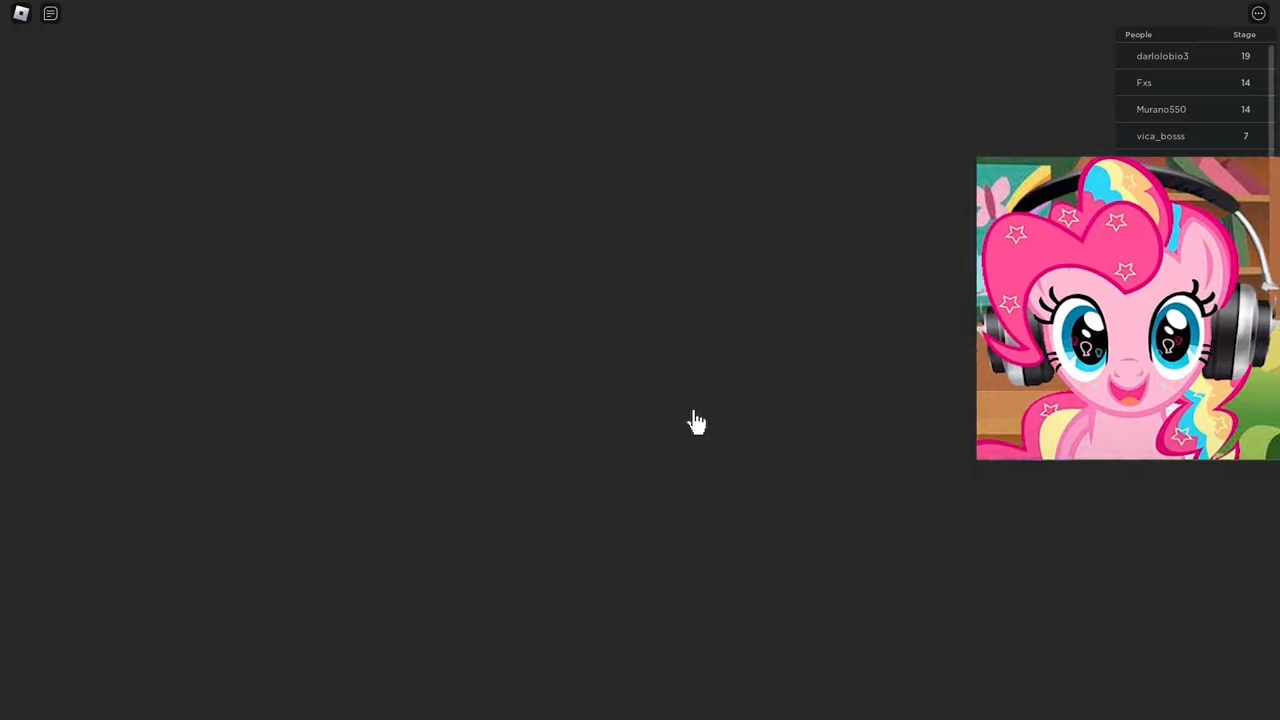 People Stage
darlolobio3 19
Fxs 14
Murano550 14
vica_bosss 7